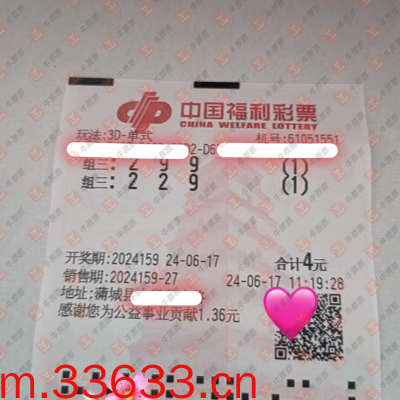 中国福利彩票
CHINA WELFARE LOTTERY
玩法:3D-单式 机号:61051551
02-D6
组三: 2 9 9 (1)
组三: 2 2 9 (1)
开奖期:2024159 24-06-17 合计4元
销售期:2024159-27 24-06-17 11:19:28
地址:蒲城县
感谢您为公益事业贡献1.36元
m.33633.cn